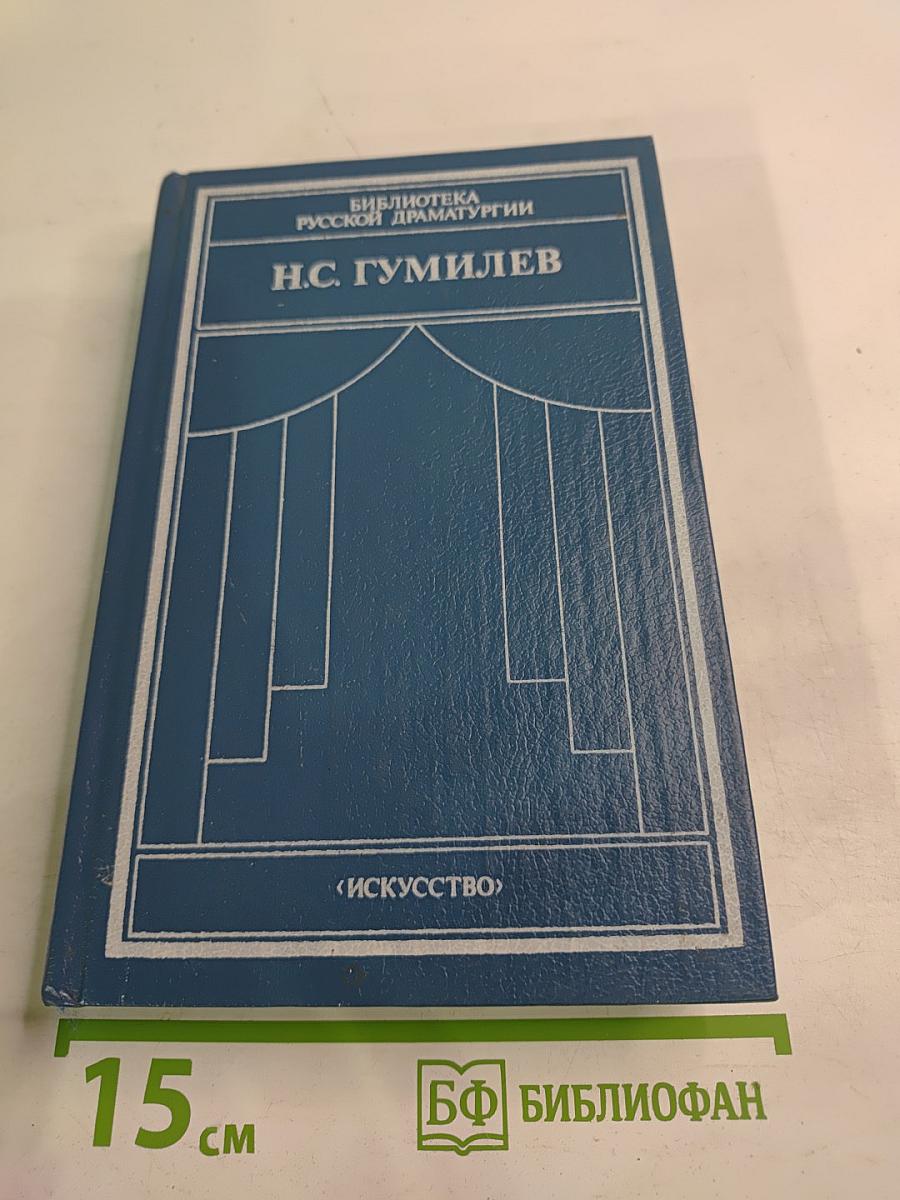 БИБЛИОТЕКА
РУССКОЙ ДРАМАТУРГИИ
Н.С. ГУМИЛЕВ
‹ИСКУССТВО›
15 см
БФ БИБЛИОФАН